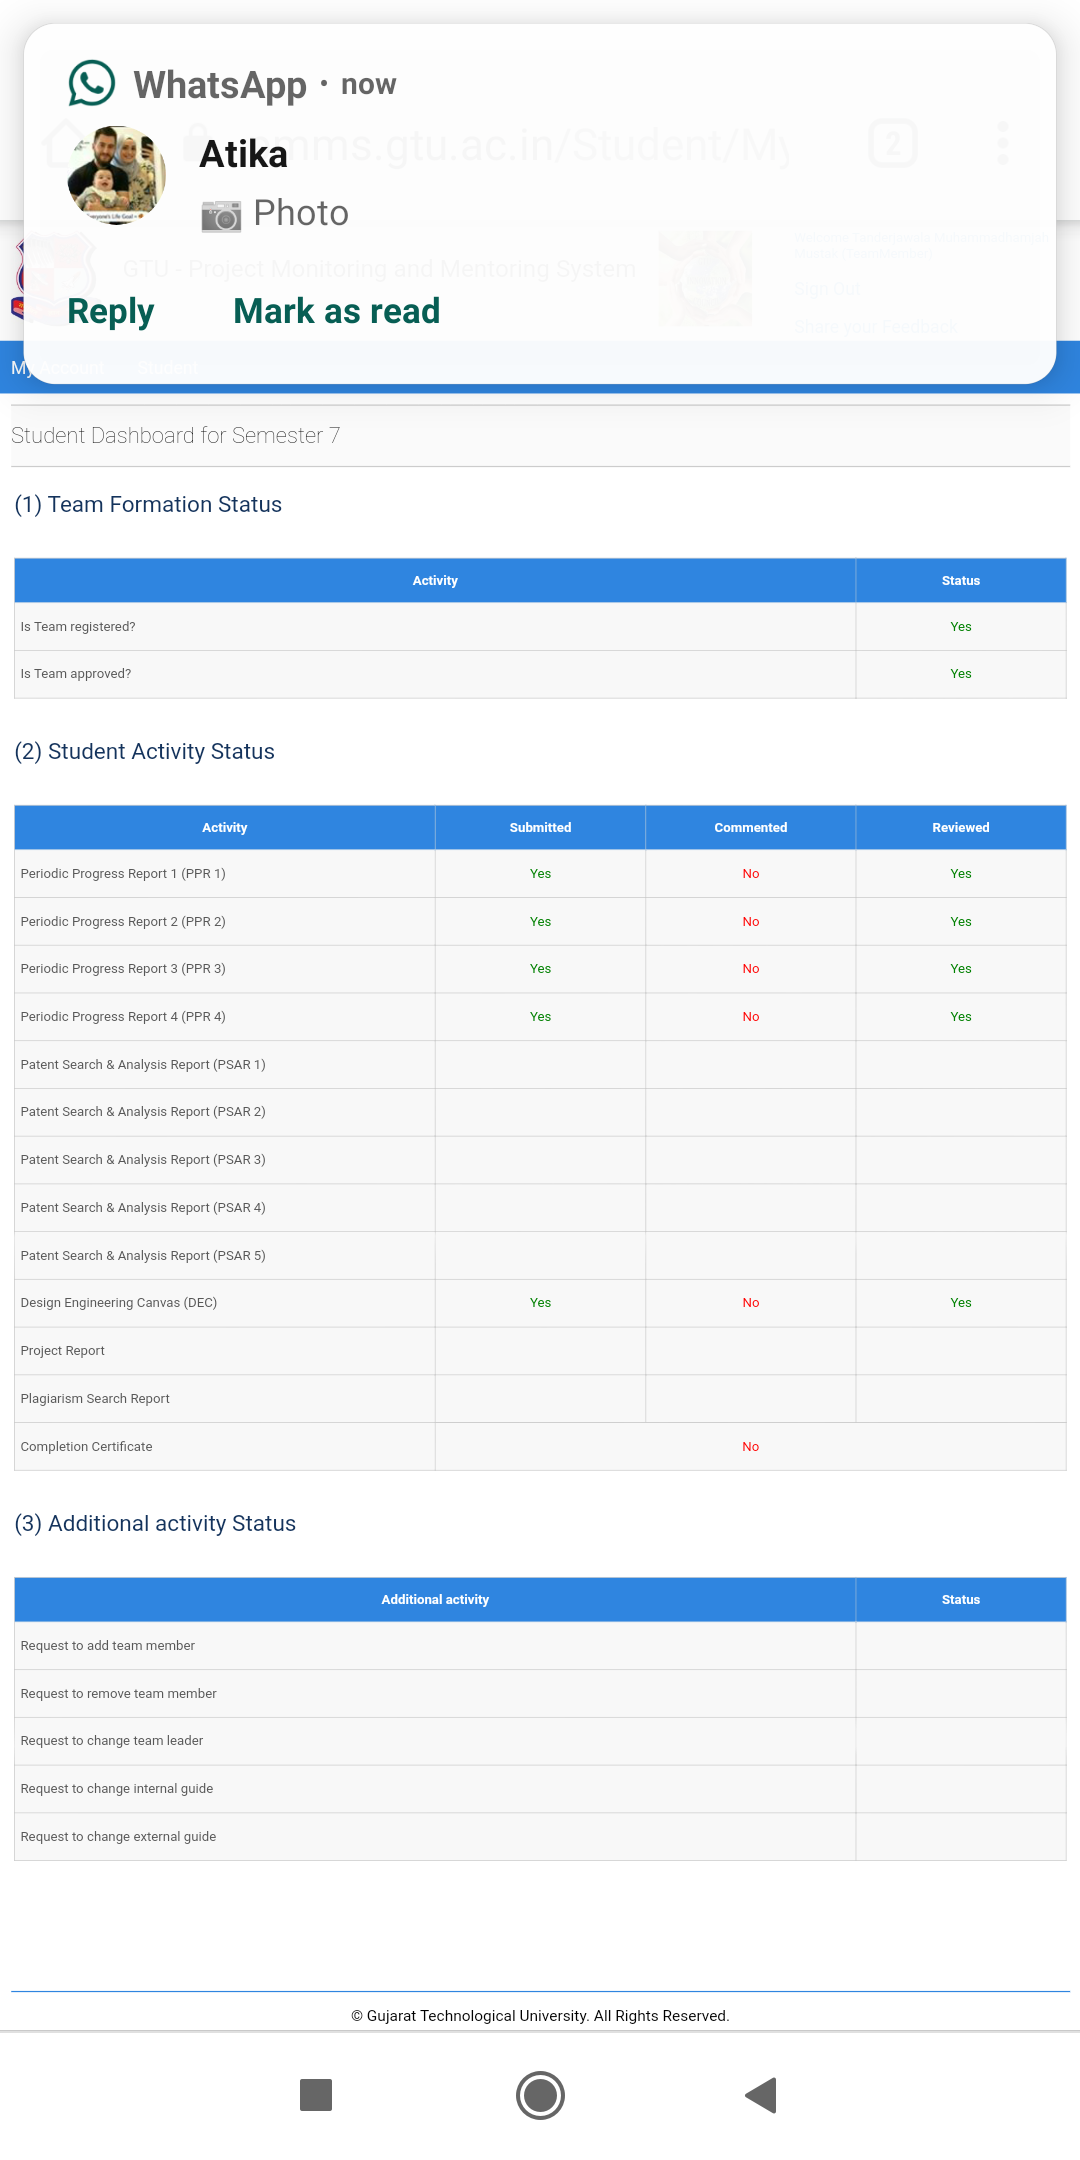 WhatsApp • now
mms.gtu.ac.in/Student/My
2
Atika
Photo
Everyone's Life Goal
GTU - Project Monitoring and Mentoring System
Sign Out
Reply Mark as read
Share your Feedback
My Account Student
Student Dashboard for Semester 7
(1) Team Formation Status
Activity Status
Is Team registered? Yes
Is Team approved? Yes
(2) Student Activity Status
Activity Submitted Commented Reviewed
Periodic Progress Report 1 (PPR 1) Yes No Yes
Periodic Progress Report 2 (PPR 2) Yes No Yes
Periodic Progress Report 3 (PPR 3) Yes No Yes
Periodic Progress Report 4 (PPR 4) Yes No Yes
Patent Search & Analysis Report (PSAR 1)
Patent Search & Analysis Report (PSAR 2)
Patent Search & Analysis Report (PSAR 3)
Patent Search & Analysis Report (PSAR 4)
Patent Search & Analysis Report (PSAR 5)
Design Engineering Canvas (DEC) Yes No Yes
Project Report
Plagiarism Search Report
Completion Certificate No
(3) Additional activity Status
Additional activity Status
Request to add team member
Request to remove team member
Request to change team leader
Request to change internal guide
Request to change external guide
© Gujarat Technological University. All Rights Reserved.